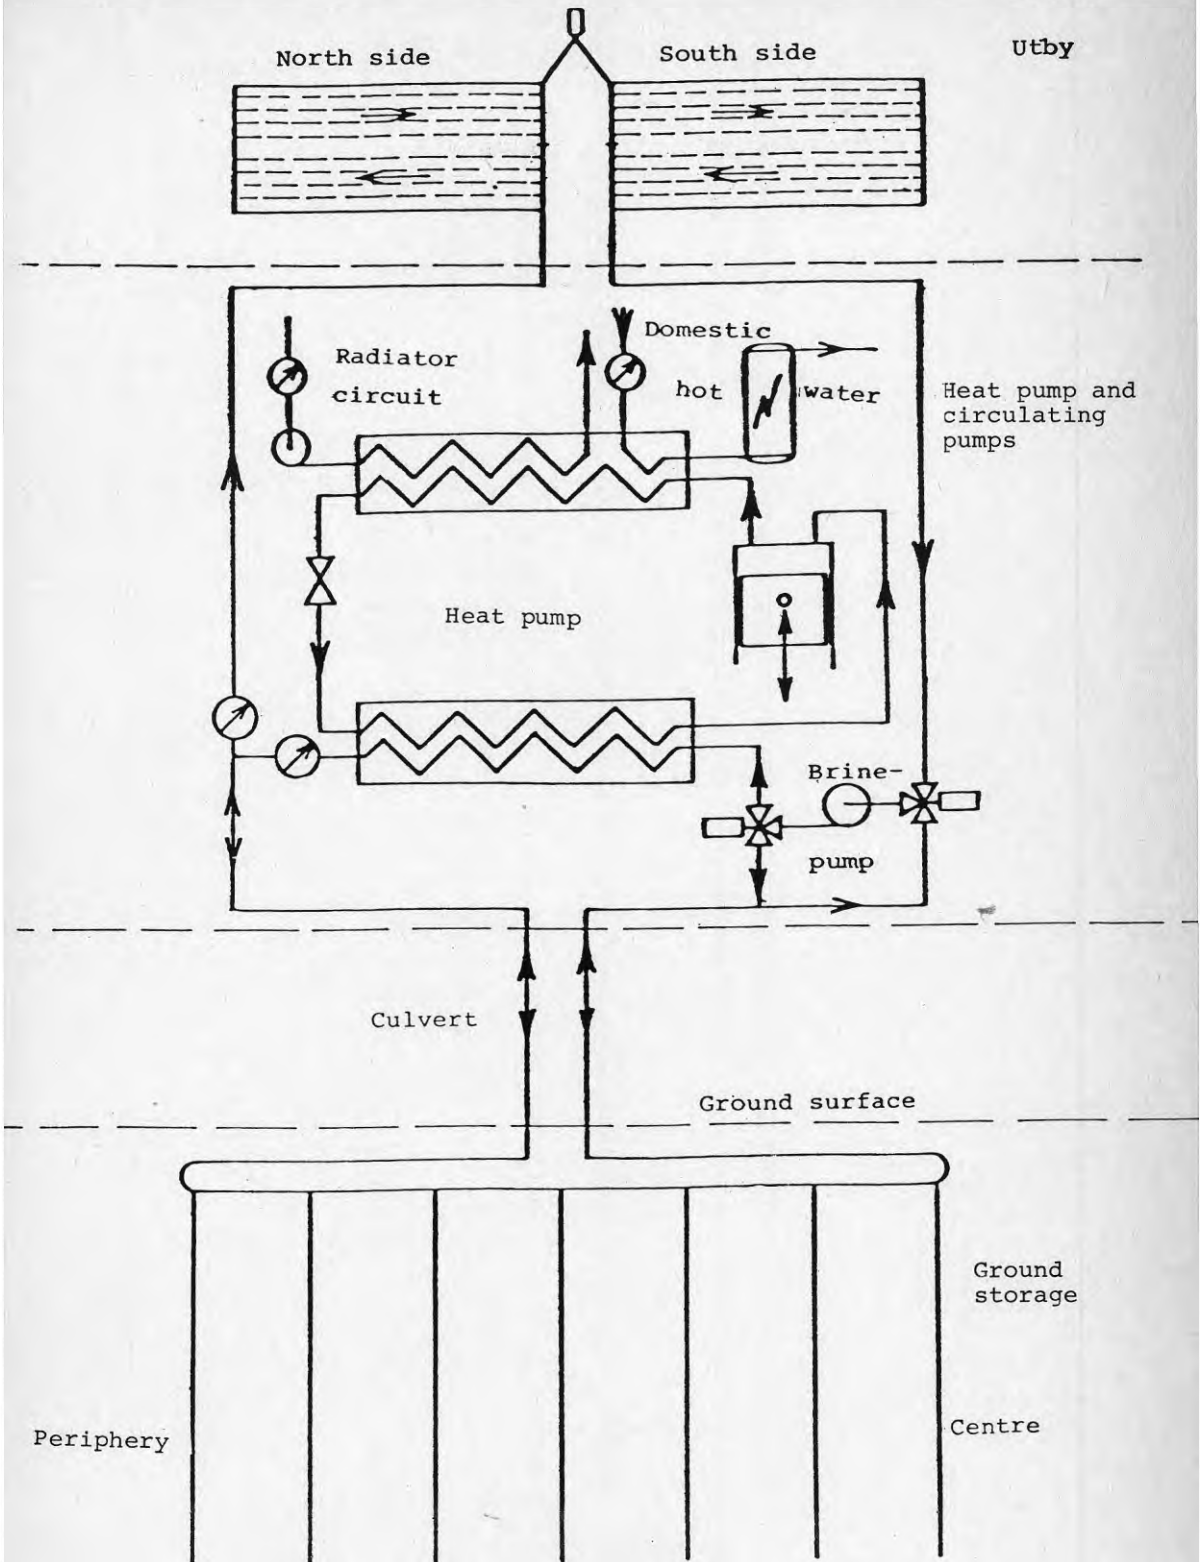 North side
South side
Utby
Radiator
circuit
Domestic
hot water
Heat pump and
circulating
pumps
Heat pump
Brine-
pump
Culvert
Ground surface
Ground
storage
Periphery
Centre